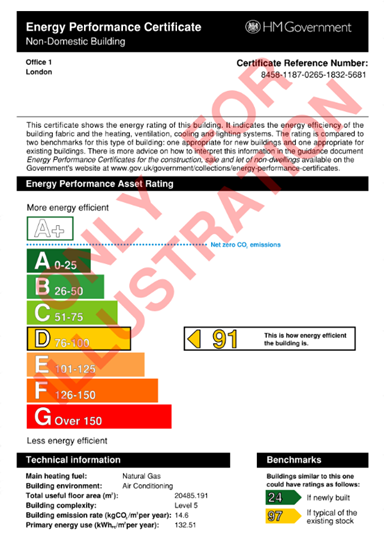 Energy Performance Certificate
HM Government
Non-Domestic Building
Office 1
London
Certificate Reference Number:
8458-1187-0265-1832-5681
This certificate shows the energy rating of this building. It indicates the energy efficiency of the
building fabric and the heating, ventilation, cooling and lighting systems. The rating is compared to
two benchmarks for this type of building: one appropriate for new buildings and one appropriate for
existing buildings. There is more advice on how to interpret this information in the guidance document
Energy Performance Certificates for the construction, sale and let of non-dwellings available on the
Government's website at www.gov.uk/government/collections/energy-performance-certificates.
Energy Performance Asset Rating
More energy efficient
A+
Net zero CO₂ emissions
A 0-25
B 26-50
C 51-75
D 76-100
91
This is how energy efficient
the building is.
E 101-125
F 126-150
G Over 150
Less energy efficient
ONLY FOR
ILLUSTRATION
Technical information
Main heating fuel: Natural Gas
Building environment: Air Conditioning
Total useful floor area (m²): 20485.191
Building complexity: Level 5
Building emission rate (kgCO₂/m²per year): 14.6
Primary energy use (kWhₜₕ/m²per year): 132.51
Benchmarks
Buildings similar to this one
could have ratings as follows:
24 If newly built
97 If typical of the
existing stock